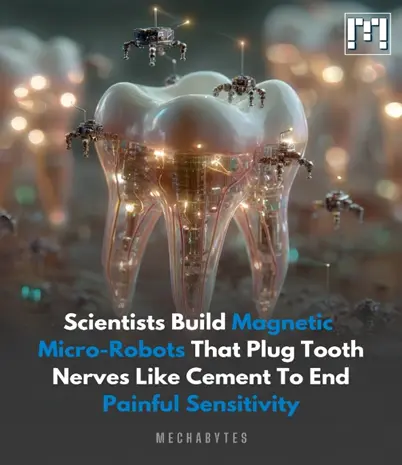 Scientists Build Magnetic
Micro-Robots That Plug Tooth
Nerves Like Cement To End
Painful Sensitivity
MECHABYTES